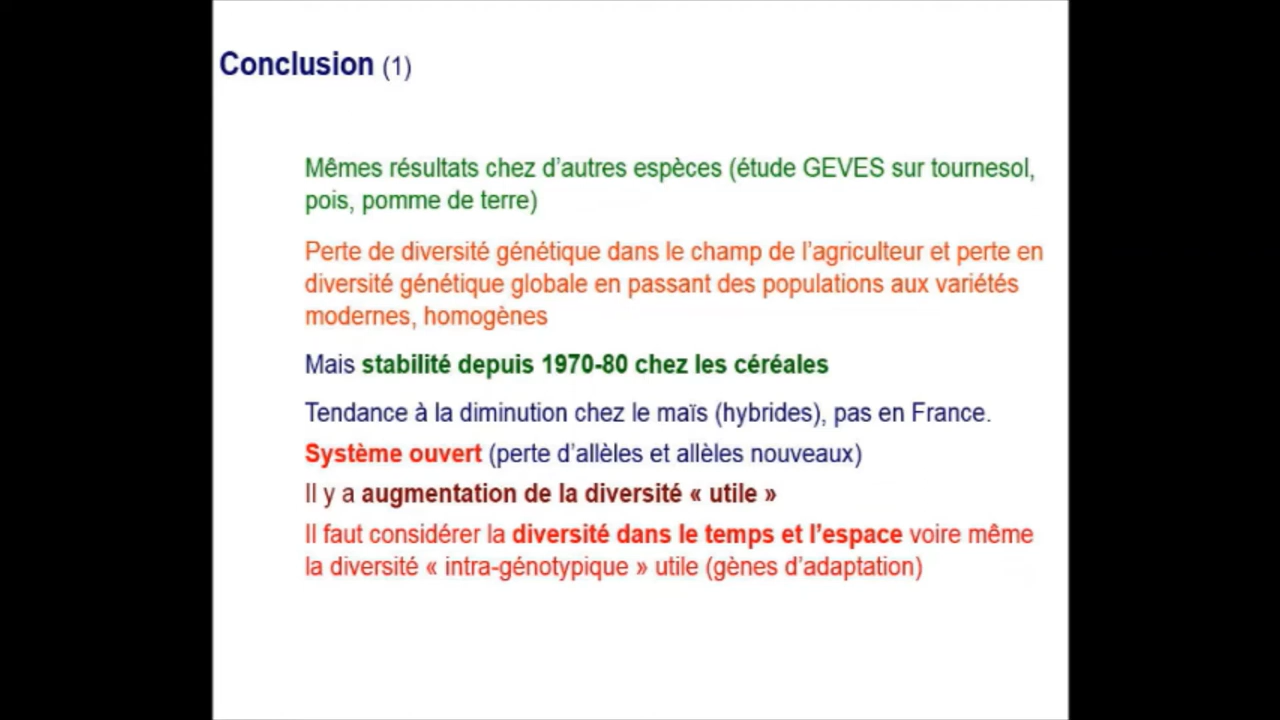 Conclusion (1)
Mêmes résultats chez d’autres espèces (étude GEVES sur tournesol,
pois, pomme de terre)
Perte de diversité génétique dans le champ de l’agriculteur et perte en
diversité génétique globale en passant des populations aux variétés
modernes, homogènes
Mais stabilité depuis 1970-80 chez les céréales
Tendance à la diminution chez le maïs (hybrides), pas en France.
Système ouvert (perte d’allèles et allèles nouveaux)
Il y a augmentation de la diversité « utile »
Il faut considérer la diversité dans le temps et l’espace voire même
la diversité « intra-génotypique » utile (gènes d’adaptation)